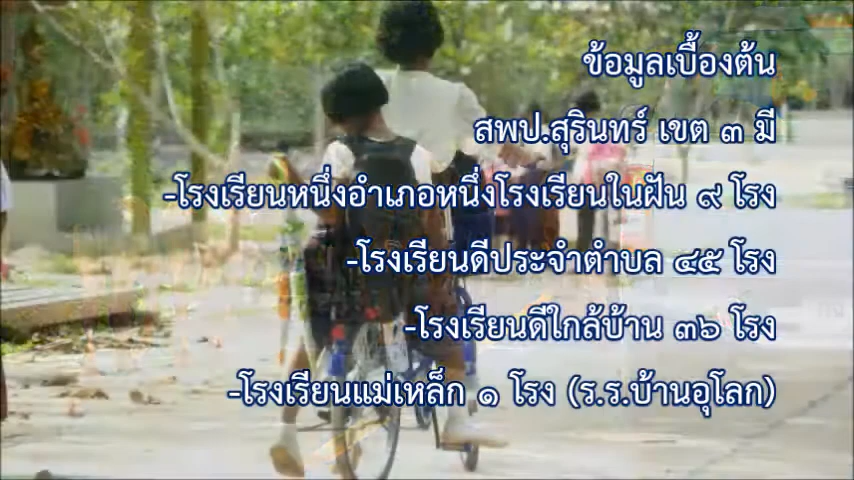 ข้อมูลเบื้องต้น
สพป.สุรินทร์ เขต ๓ มี
-โรงเรียนหนึ่งอำเภอหนึ่งโรงเรียนในฝัน ๙ โรง
-โรงเรียนดีประจำตำบล ๔๕ โรง
-โรงเรียนดีใกล้บ้าน ๓๖ โรง
-โรงเรียนแม่เหล็ก ๑ โรง (ร.ร.บ้านอุโลก)